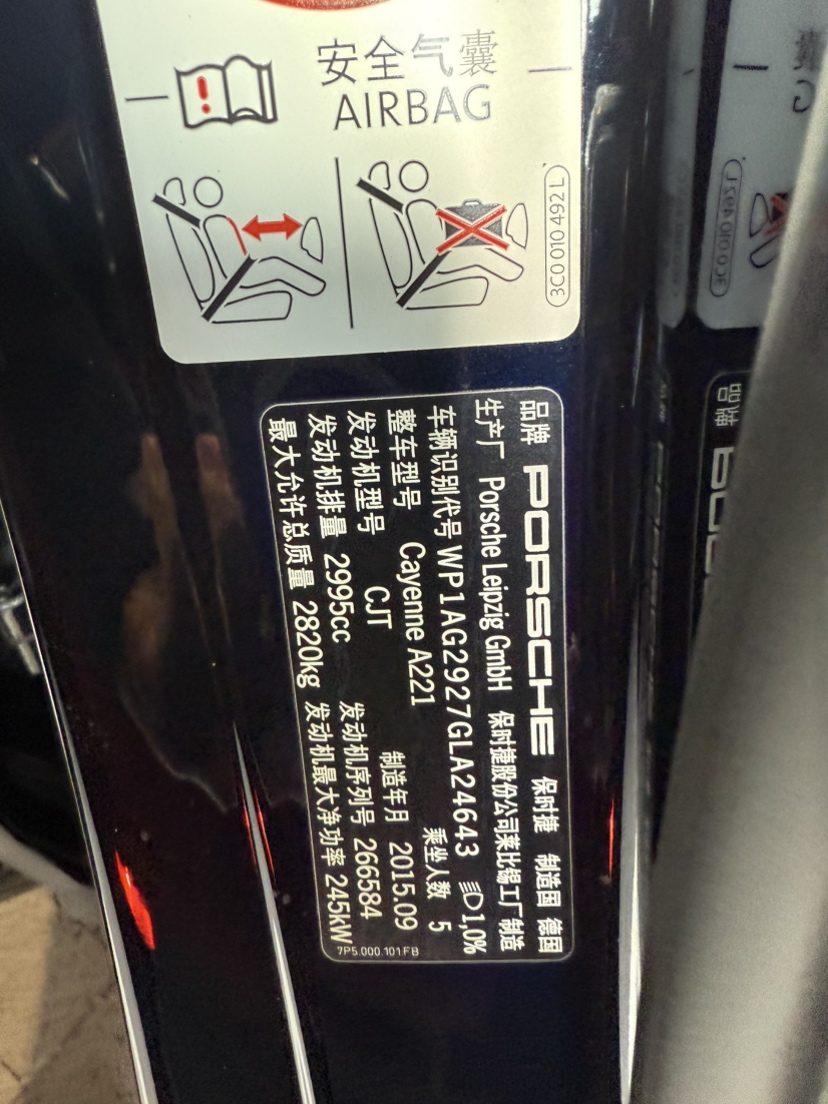 安全气囊
AIRBAG
3C0 010 492 L
品牌 PORSCHE 保时捷 制造国 德国
生产厂 Porsche Leipzig GmbH 保时捷股份公司莱比锡工厂制造
车辆识别代号 WP1AG2927GLA24643 1,0%
整车型号 Cayenne A221 乘坐人数 5
发动机型号 CJT 制造年月 2015.09
发动机排量 2995cc 发动机序列号 266584
最大允许总质量 2820kg 发动机最大净功率 245kW
7P5.000.101.FB